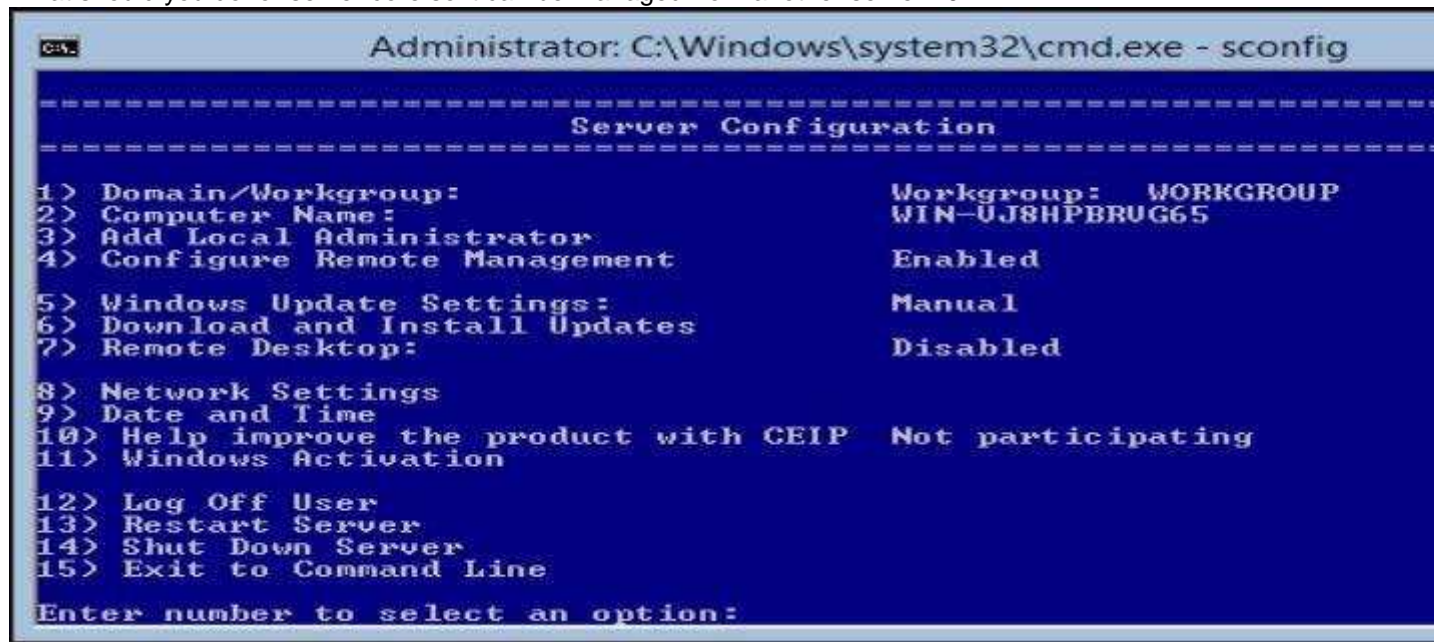 Administrator: C:\Windows\system32\cmd.exe - sconfig
Server Configuration
1) Domain/Workgroup: Workgroup: WORKGROUP
2) Computer Name: WIN-UJ8HPBRUG65
3) Add Local Administrator
4) Configure Remote Management Enabled
5) Windows Update Settings: Manual
6) Download and Install Updates
7) Remote Desktop: Disabled
8) Network Settings
9) Date and Time
10) Help improve the product with CEIP Not participating
11) Windows Activation
12) Log Off User
13) Restart Server
14) Shut Down Server
15) Exit to Command Line
Enter number to select an option: